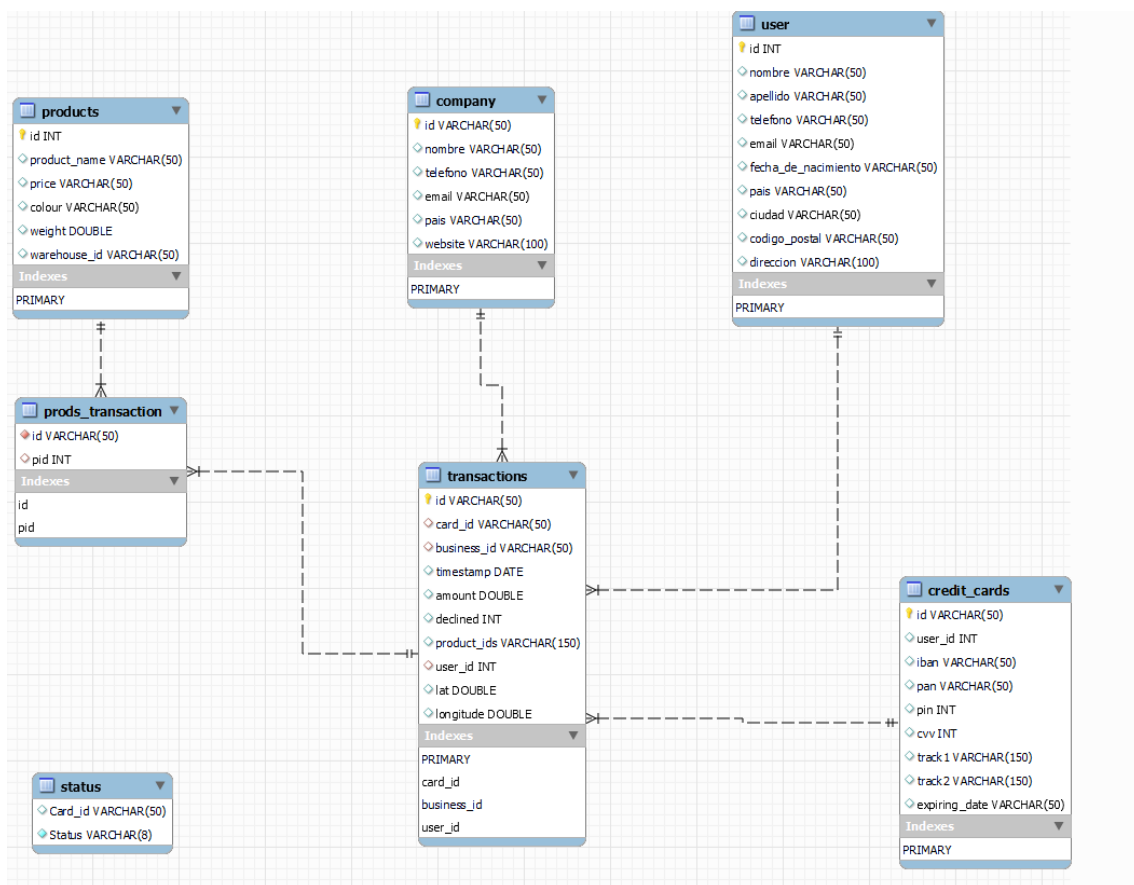 products
id INT
product_name VARCHAR(50)
price VARCHAR(50)
colour VARCHAR(50)
weight DOUBLE
warehouse_id VARCHAR(50)
Indexes
PRIMARY
company
id VARCHAR(50)
nombre VARCHAR(50)
telefono VARCHAR(50)
email VARCHAR(50)
pais VARCHAR(50)
website VARCHAR(100)
Indexes
PRIMARY
user
id INT
nombre VARCHAR(50)
apellido VARCHAR(50)
telefono VARCHAR(50)
email VARCHAR(50)
fecha_de_nacimiento VARCHAR(50)
pais VARCHAR(50)
ciudad VARCHAR(50)
codigo_postal VARCHAR(50)
direccion VARCHAR(100)
Indexes
PRIMARY
prods_transaction
id VARCHAR(50)
pid INT
Indexes
id
pid
transactions
id VARCHAR(50)
card_id VARCHAR(50)
business_id VARCHAR(50)
timestamp DATE
amount DOUBLE
declined INT
product_ids VARCHAR(150)
user_id INT
lat DOUBLE
longitude DOUBLE
Indexes
PRIMARY
card_id
business_id
user_id
credit_cards
id VARCHAR(50)
user_id INT
iban VARCHAR(50)
pan VARCHAR(50)
pin INT
cvv INT
track1 VARCHAR(150)
track2 VARCHAR(150)
expiring_date VARCHAR(50)
Indexes
PRIMARY
status
Card_id VARCHAR(50)
Status VARCHAR(8)